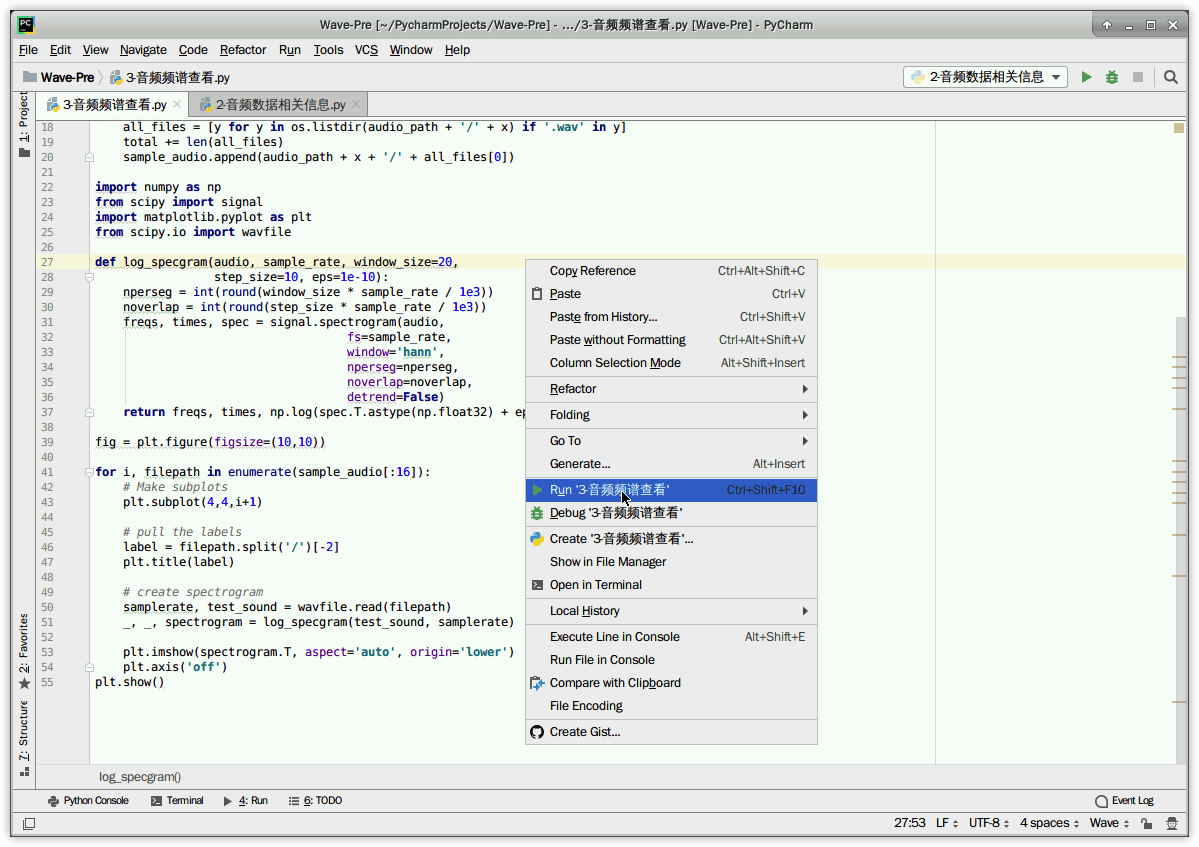 PC
Wave-Pre [~/PycharmProjects/Wave-Pre] - .../3-音频频谱查看.py [Wave-Pre] - PyCharm
File Edit View Navigate Code Refactor Run Tools VCS Window Help
Wave-Pre 3-音频频谱查看.py 2-音频数据相关信息
3-音频频谱查看.py 2-音频数据相关信息.py
1: Project
18 all_files = [y for y in os.listdir(audio_path + '/' + x) if '.wav' in y]
19 total += len(all_files)
20 sample_audio.append(audio_path + x + '/' + all_files[0])
21
22 import numpy as np
23 from scipy import signal
24 import matplotlib.pyplot as plt
25 from scipy.io import wavfile
26
27 def log_specgram(audio, sample_rate, window_size=20,
28 step_size=10, eps=1e-10):
29 nperseg = int(round(window_size * sample_rate / 1e3))
30 noverlap = int(round(step_size * sample_rate / 1e3))
31 freqs, times, spec = signal.spectrogram(audio,
32 fs=sample_rate,
33 window='hann',
34 nperseg=nperseg,
35 noverlap=noverlap,
36 detrend=False)
37 return freqs, times, np.log(spec.T.astype(np.float32) + ep
38
39 fig = plt.figure(figsize=(10,10))
40
41 for i, filepath in enumerate(sample_audio[:16]):
42 # Make subplots
43 plt.subplot(4,4,i+1)
44
45 # pull the labels
46 label = filepath.split('/')[-2]
47 plt.title(label)
48
49 # create spectrogram
50 samplerate, test_sound = wavfile.read(filepath)
51 _, _, spectrogram = log_specgram(test_sound, samplerate)
52
53 plt.imshow(spectrogram.T, aspect='auto', origin='lower')
54 plt.axis('off')
55 plt.show()
Copy Reference Ctrl+Alt+Shift+C
Paste Ctrl+V
Paste from History... Ctrl+Shift+V
Paste without Formatting Ctrl+Alt+Shift+V
Column Selection Mode Alt+Shift+Insert
Refactor
Folding
Go To
Generate... Alt+Insert
Run '3-音频频谱查看' Ctrl+Shift+F10
Debug '3-音频频谱查看'
Create '3-音频频谱查看'...
Show in File Manager
Open in Terminal
Local History
Execute Line in Console Alt+Shift+E
Run File in Console
Compare with Clipboard
File Encoding
Create Gist...
2: Favorites
7: Structure
log_specgram()
Python Console Terminal 4: Run 6: TODO Event Log
27:53 LF UTF-8 4 spaces Wave